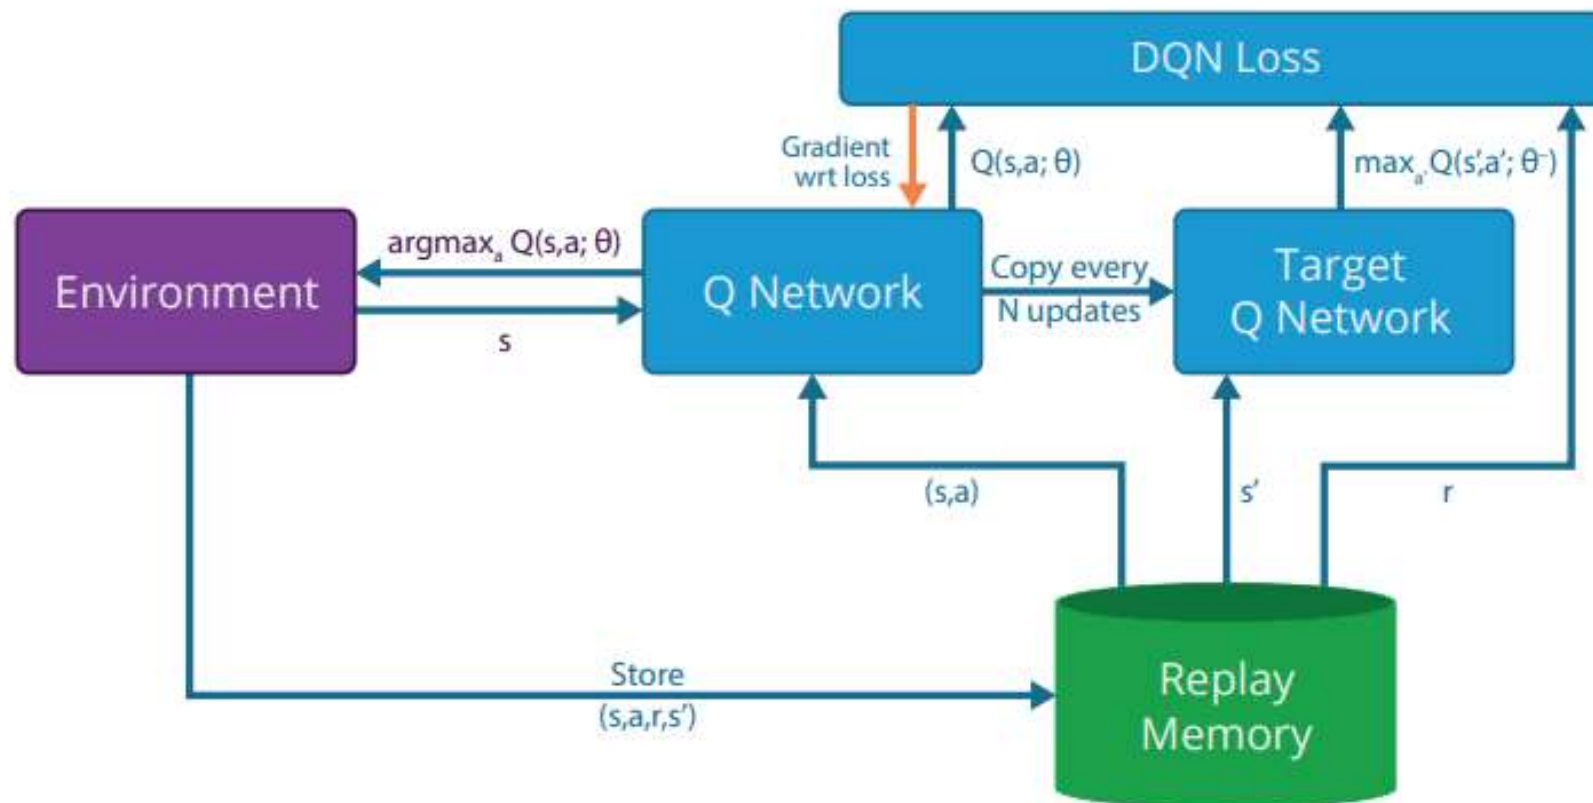 DQN Loss
Gradient
wrt loss
Q(s,a; θ)
maxₐ' Q(s',a'; θ⁻)
Environment
argmaxₐ Q(s,a; θ)
s
Q Network
Copy every
N updates
Target
Q Network
(s,a)
s'
r
Store
(s,a,r,s')
Replay
Memory